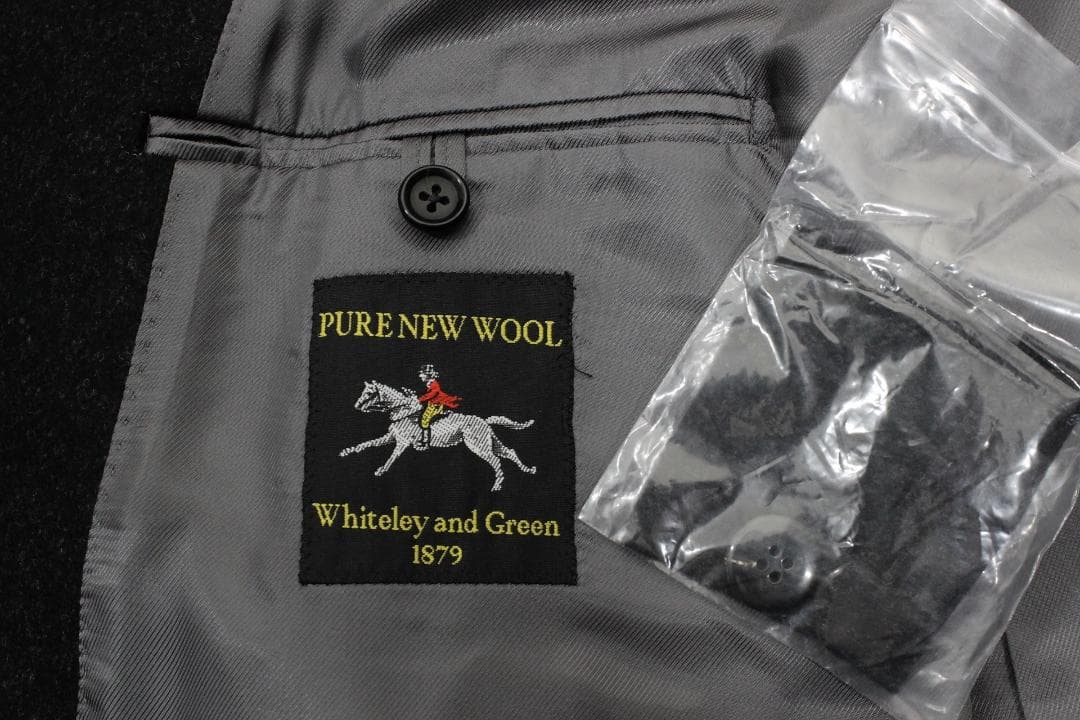 PURE NEW WOOL
Whiteley and Green
1879